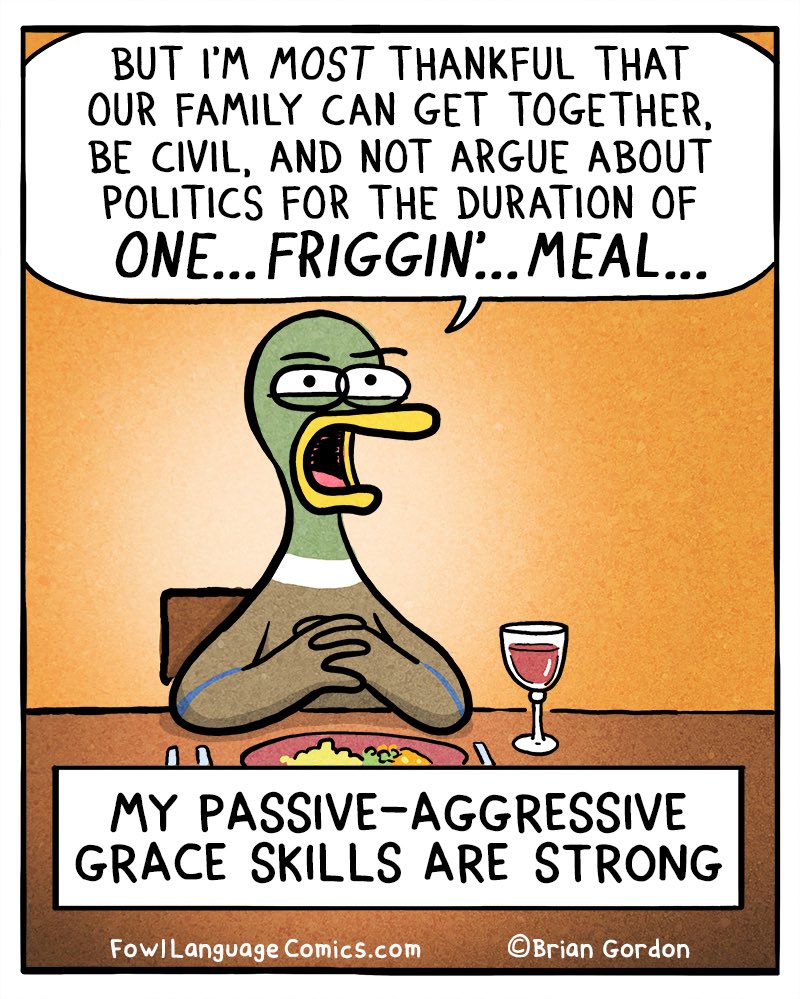 BUT I'M MOST THANKFUL THAT
OUR FAMILY CAN GET TOGETHER,
BE CIVIL, AND NOT ARGUE ABOUT
POLITICS FOR THE DURATION OF
ONE... FRIGGIN'... MEAL...
MY PASSIVE-AGGRESSIVE
GRACE SKILLS ARE STRONG
FowlLanguageComics.com ©Brian Gordon